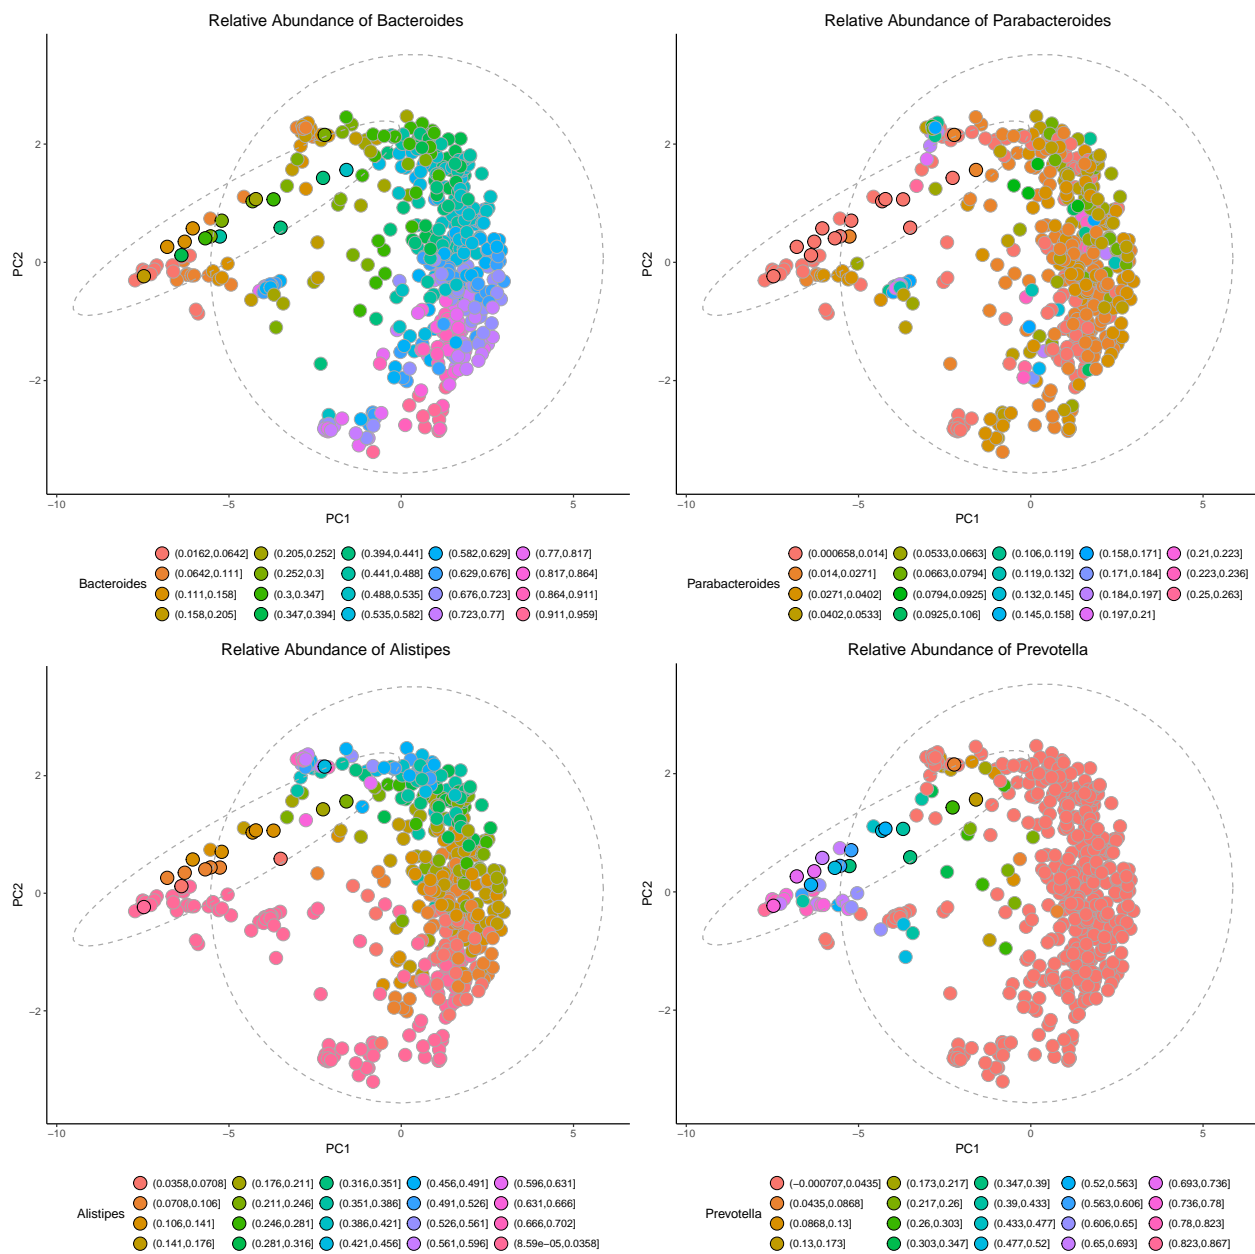 Relative Abundance of Bacteroides
2
0
−2
PC2
−10
−5
0
5
PC1
Bacteroides
(0.0162,0.0642] (0.205,0.252] (0.394,0.441] (0.582,0.629] (0.77,0.817]
(0.0642,0.111] (0.252,0.3] (0.441,0.488] (0.629,0.676] (0.817,0.864]
(0.111,0.158] (0.3,0.347] (0.488,0.535] (0.676,0.723] (0.864,0.911]
(0.158,0.205] (0.347,0.394] (0.535,0.582] (0.723,0.77] (0.911,0.959]
Relative Abundance of Parabacteroides
2
0
−2
PC2
−10
−5
0
5
PC1
Parabacteroides
(0.000658,0.014] (0.0533,0.0663] (0.106,0.119] (0.158,0.171] (0.21,0.223]
(0.014,0.0271] (0.0663,0.0794] (0.119,0.132] (0.171,0.184] (0.223,0.236]
(0.0271,0.0402] (0.0794,0.0925] (0.132,0.145] (0.184,0.197] (0.25,0.263]
(0.0402,0.0533] (0.0925,0.106] (0.145,0.158] (0.197,0.21]
Relative Abundance of Alistipes
2
0
−2
PC2
−10
−5
0
5
PC1
Alistipes
(0.0358,0.0708] (0.176,0.211] (0.316,0.351] (0.456,0.491] (0.596,0.631]
(0.0708,0.106] (0.211,0.246] (0.351,0.386] (0.491,0.526] (0.631,0.666]
(0.106,0.141] (0.246,0.281] (0.386,0.421] (0.526,0.561] (0.666,0.702]
(0.141,0.176] (0.281,0.316] (0.421,0.456] (0.561,0.596] (8.59e−05,0.0358]
Relative Abundance of Prevotella
2
0
−2
PC2
−10
−5
0
5
PC1
Prevotella
(−0.000707,0.0435] (0.173,0.217] (0.347,0.39] (0.52,0.563] (0.693,0.736]
(0.0435,0.0868] (0.217,0.26] (0.39,0.433] (0.563,0.606] (0.736,0.78]
(0.0868,0.13] (0.26,0.303] (0.433,0.477] (0.606,0.65] (0.78,0.823]
(0.13,0.173] (0.303,0.347] (0.477,0.52] (0.65,0.693] (0.823,0.867]